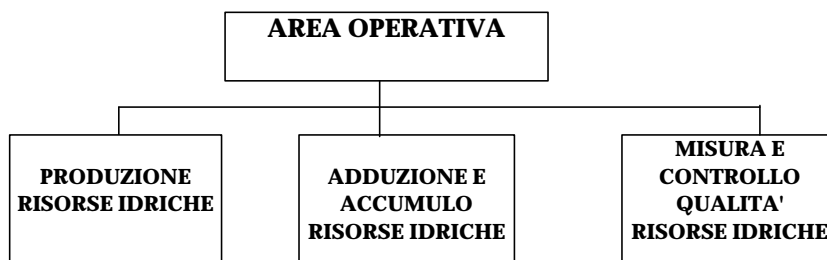 AREA OPERATIVA
PRODUZIONE
RISORSE IDRICHE
ADDUZIONE E
ACCUMULO
RISORSE IDRICHE
MISURA E
CONTROLLO
QUALITA'
RISORSE IDRICHE